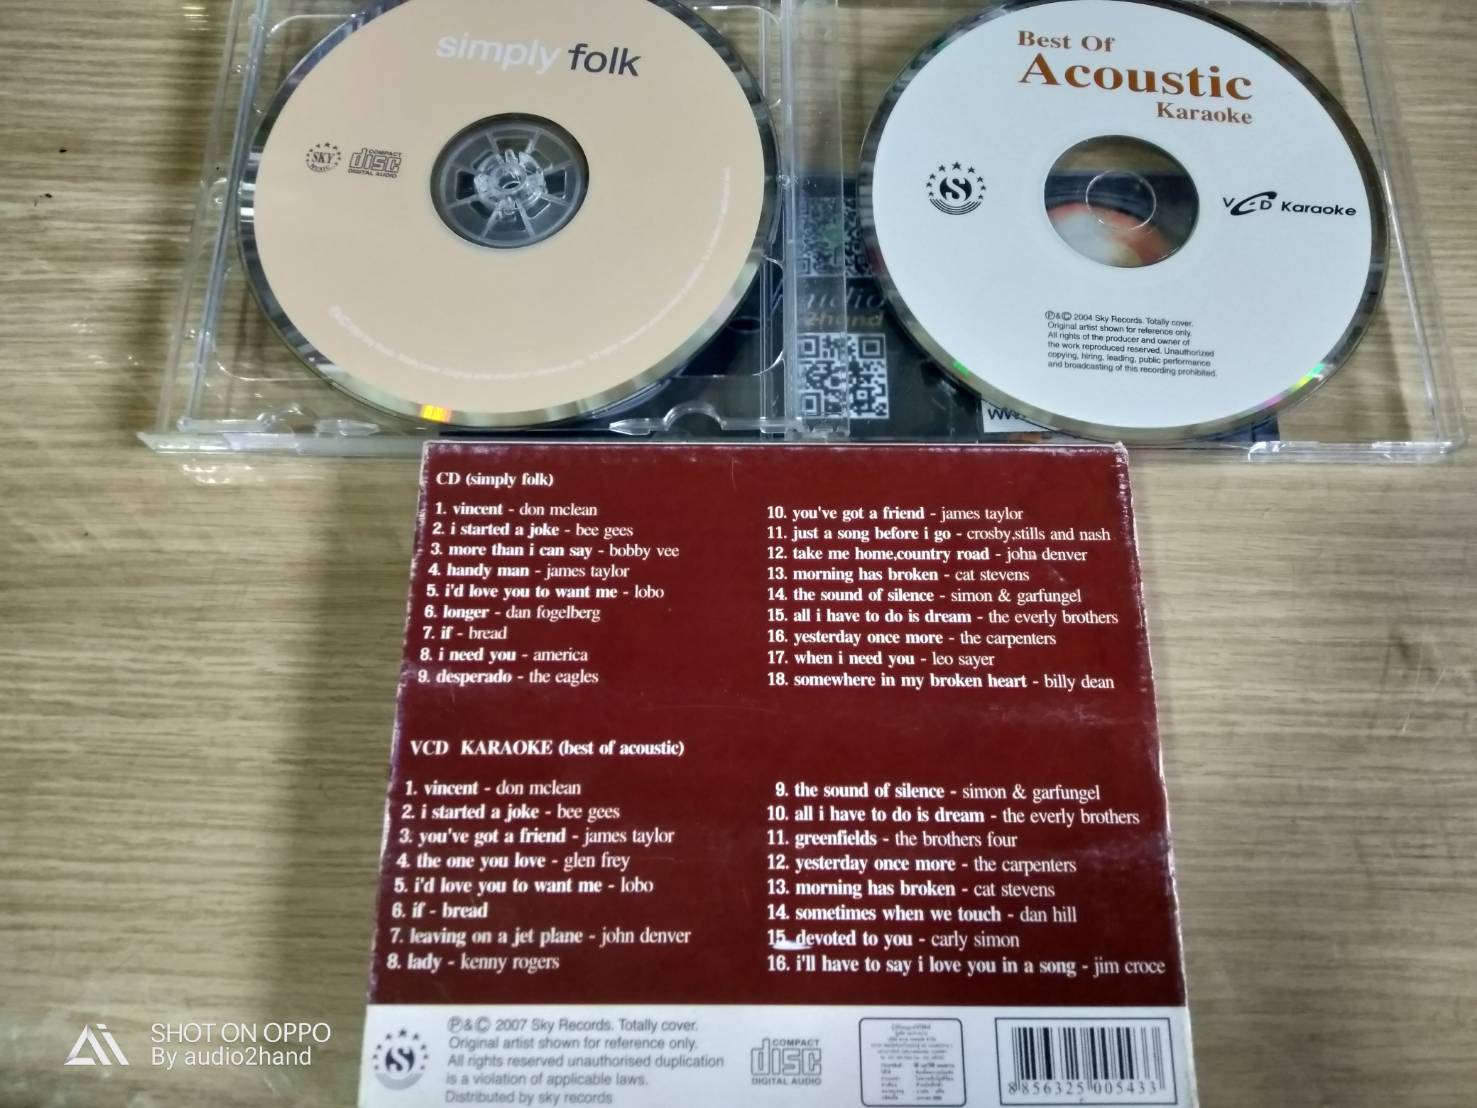 simply folk
SKY
MUSIC
COMPACT
disc
DIGITAL AUDIO
Best Of
Acoustic
Karaoke
S
VCD Karaoke
℗&© 2004 Sky Records. Totally cover.
Original artist shown for reference only.
All rights of the producer and owner of
the work reproduced reserved. Unauthorized
copying, hiring, leading, public performance
and broadcasting of this recording prohibited.
2hand
CD (simply folk)
1. vincent - don mclean
2. i started a joke - bee gees
3. more than i can say - bobby vee
4. handy man - james taylor
5. i'd love you to want me - lobo
6. longer - dan fogelberg
7. if - bread
8. i need you - america
9. desperado - the eagles
10. you've got a friend - james taylor
11. just a song before i go - crosby,stills and nash
12. take me home,country road - john denver
13. morning has broken - cat stevens
14. the sound of silence - simon & garfungel
15. all i have to do is dream - the everly brothers
16. yesterday once more - the carpenters
17. when i need you - leo sayer
18. somewhere in my broken heart - billy dean
VCD KARAOKE (best of acoustic)
1. vincent - don mclean
2. i started a joke - bee gees
3. you've got a friend - james taylor
4. the one you love - glen frey
5. i'd love you to want me - lobo
6. if - bread
7. leaving on a jet plane - john denver
8. lady - kenny rogers
9. the sound of silence - simon & garfungel
10. all i have to do is dream - the everly brothers
11. greenfields - the brothers four
12. yesterday once more - the carpenters
13. morning has broken - cat stevens
14. sometimes when we touch - dan hill
15. devoted to you - carly simon
16. i'll have to say i love you in a song - jim croce
S
℗&© 2007 Sky Records. Totally cover.
Original artist shown for reference only.
All rights reserved unauthorised duplication
is a violation of applicable laws.
Distributed by sky records
COMPACT
disc
DIGITAL AUDIO
8 856325 005433
SHOT ON OPPO
By audio2hand